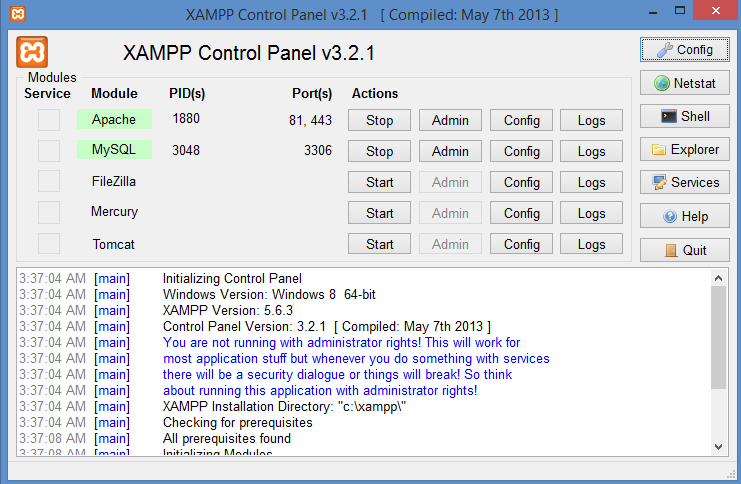 XAMPP Control Panel v3.2.1 [ Compiled: May 7th 2013 ]
XAMPP Control Panel v3.2.1
Config
Modules
Service Module PID(s) Port(s) Actions
Netstat
Apache 1880 81, 443 Stop Admin Config Logs
Shell
MySQL 3048 3306 Stop Admin Config Logs
Explorer
FileZilla Start Admin Config Logs
Services
Mercury Start Admin Config Logs
Help
Tomcat Start Admin Config Logs
Quit
3:37:04 AM [main] Initializing Control Panel
3:37:04 AM [main] Windows Version: Windows 8 64-bit
3:37:04 AM [main] XAMPP Version: 5.6.3
3:37:04 AM [main] Control Panel Version: 3.2.1 [ Compiled: May 7th 2013 ]
3:37:04 AM [main] You are not running with administrator rights! This will work for
3:37:04 AM [main] most application stuff but whenever you do something with services
3:37:04 AM [main] there will be a security dialogue or things will break! So think
3:37:04 AM [main] about running this application with administrator rights!
3:37:04 AM [main] XAMPP Installation Directory: "c:\xampp\"
3:37:04 AM [main] Checking for prerequisites
3:37:08 AM [main] All prerequisites found
3:37:08 AM [main] Initializing Modules